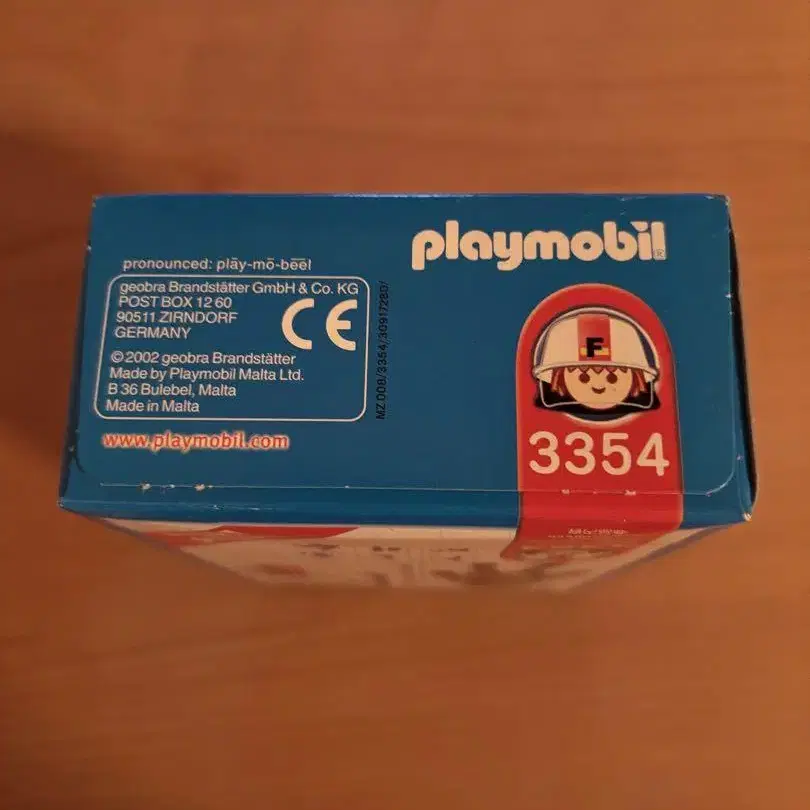 playmobil®
pronounced: plāy-mō-bēēl
geobra Brandstätter GmbH & Co. KG
POST BOX 12 60
90511 ZIRNDORF
GERMANY
CE
© 2002 geobra Brandstätter
Made by Playmobil Malta Ltd.
B 36 Bulebel, Malta
Made in Malta
MZ 008/3354/30917280/
www.playmobil.com
F
3354